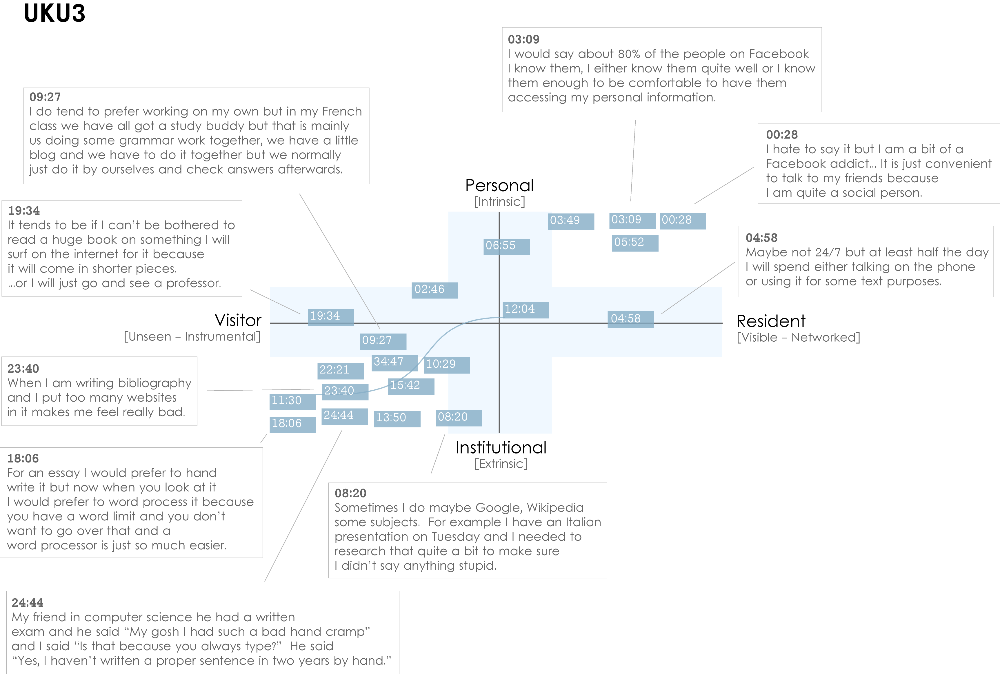 UKU3
03:09
I would say about 80% of the people on Facebook
I know them, I either know them quite well or I know
them enough to be comfortable to have them
accessing my personal information.
09:27
I do tend to prefer working on my own but in my French
class we have all got a study buddy but that is mainly
us doing some grammar work together, we have a little
blog and we have to do it together but we normally
just do it by ourselves and check answers afterwards.
00:28
I hate to say it but I am a bit of a
Facebook addict... It is just convenient
to talk to my friends because
I am quite a social person.
19:34
It tends to be if I can't be bothered to
read a huge book on something I will
surf on the internet for it because
it will come in shorter pieces.
...or I will just go and see a professor.
04:58
Maybe not 24/7 but at least half the day
I will spend either talking on the phone
or using it for some text purposes.
Personal
[Intrinsic]
03:49
03:09
00:28
06:55
05:52
02:46
12:04
19:34
04:58
Visitor
[Unseen – Instrumental]
Resident
[Visible – Networked]
09:27
34:47
10:29
22:21
15:42
23:40
11:30
24:44
13:50
08:20
18:06
Institutional
[Extrinsic]
23:40
When I am writing bibliography
and I put too many websites
in it makes me feel really bad.
18:06
For an essay I would prefer to hand
write it but now when you look at it
I would prefer to word process it because
you have a word limit and you don't
want to go over that and a
word processor is just so much easier.
08:20
Sometimes I do maybe Google, Wikipedia
some subjects.  For example I have an Italian
presentation on Tuesday and I needed to
research that quite a bit to make sure
I didn't say anything stupid.
24:44
My friend in computer science he had a written
exam and he said “My gosh I had such a bad hand cramp”
and I said “Is that because you always type?”  He said
“Yes, I haven't written a proper sentence in two years by hand.”